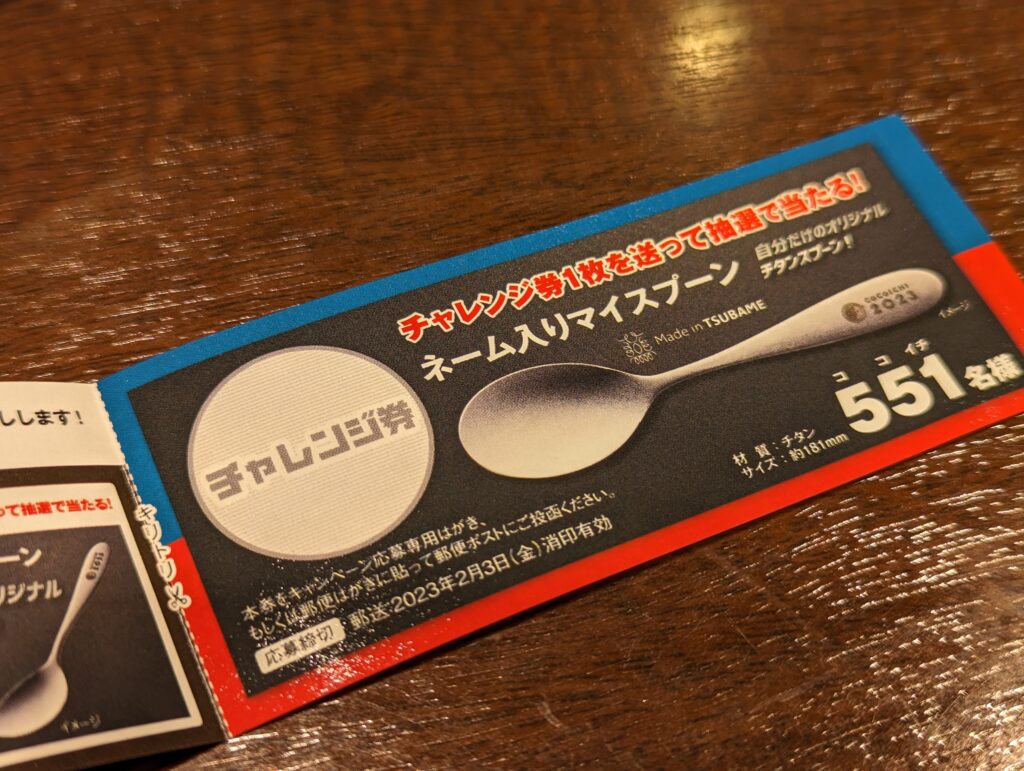 しします!
って抽選で当たる!
ーン
リジナル
イメージ
キリトリ
チャレンジ券1枚を送って抽選で当たる!
ネーム入りマイスプーン
自分だけのオリジナル
チタンスプーン!
Made in TSUBAME
COCOICHI
2023
イメージ
ココイチ
551名様
材 質:チタン
サイズ:約181mm
チャレンジ券
本券をキャンペーン応募専用はがき、
もしくは郵便はがきに貼って郵便ポストにご投函ください。
応募締切 郵送:2023年2月3日(金)消印有効